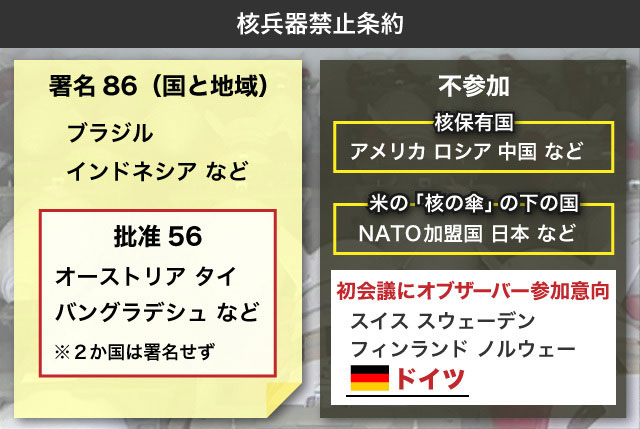 核兵器禁止条約
署名 86（国と地域）
ブラジル
インドネシア など
批准 56
オーストリア タイ
バングラデシュ など
※２か国は署名せず
不参加
核保有国
アメリカ ロシア 中国 など
米の「核の傘」の下の国
NATO加盟国 日本 など
初会議にオブザーバー参加意向
スイス スウェーデン
フィンランド ノルウェー
ドイツ